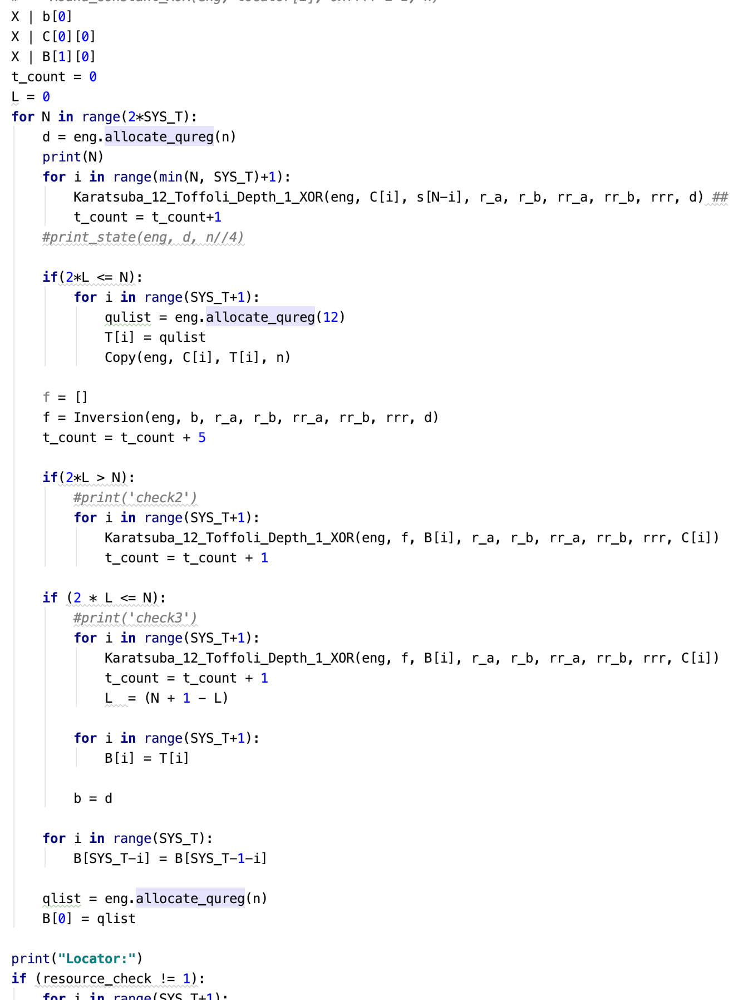 X | b[0]
X | C[0][0]
X | B[1][0]
t_count = 0
L = 0
for N in range(2*SYS_T):
    d = eng.allocate_qureg(n)
    print(N)
    for i in range(min(N, SYS_T)+1):
        Karatsuba_12_Toffoli_Depth_1_XOR(eng, C[i], s[N-i], r_a, r_b, rr_a, rr_b, rrr, d) ##
        t_count = t_count+1
    #print_state(eng, d, n//4)

    if(2*L <= N):
        for i in range(SYS_T+1):
            qulist = eng.allocate_qureg(12)
            T[i] = qulist
            Copy(eng, C[i], T[i], n)

    f = []
    f = Inversion(eng, b, r_a, r_b, rr_a, rr_b, rrr, d)
    t_count = t_count + 5

    if(2*L > N):
        #print('check2')
        for i in range(SYS_T+1):
            Karatsuba_12_Toffoli_Depth_1_XOR(eng, f, B[i], r_a, r_b, rr_a, rr_b, rrr, C[i])
            t_count = t_count + 1

    if (2 * L <= N):
        #print('check3')
        for i in range(SYS_T+1):
            Karatsuba_12_Toffoli_Depth_1_XOR(eng, f, B[i], r_a, r_b, rr_a, rr_b, rrr, C[i])
            t_count = t_count + 1
            L  = (N + 1 - L)

        for i in range(SYS_T+1):
            B[i] = T[i]

        b = d

    for i in range(SYS_T):
        B[SYS_T-i] = B[SYS_T-1-i]

    qlist = eng.allocate_qureg(n)
    B[0] = qlist

print("Locator:")
if (resource_check != 1):
    for i in range(SYS_T+1):